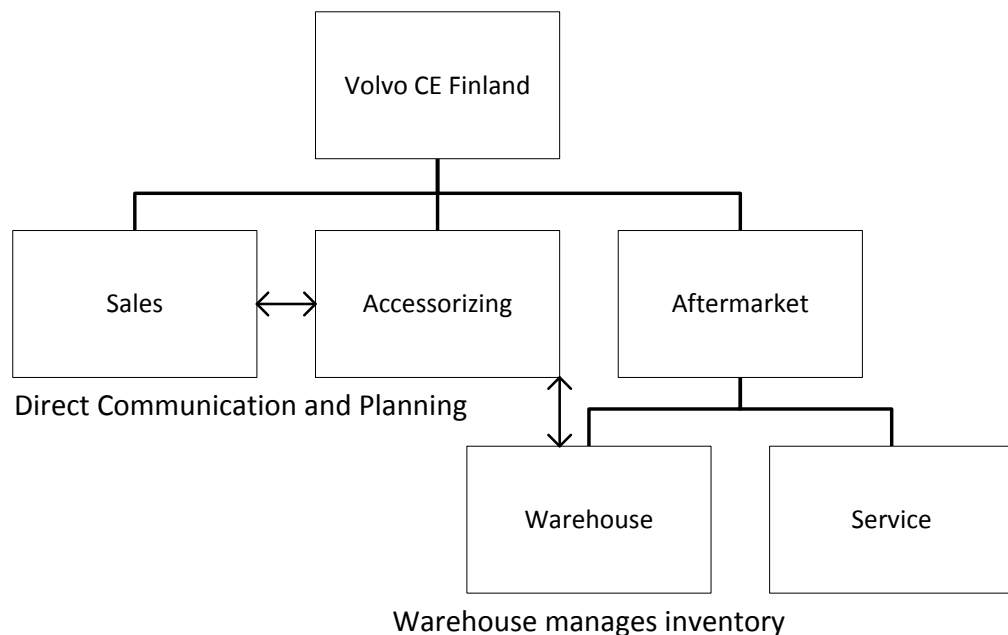 Volvo CE Finland
Sales
Accessorizing
Aftermarket
Direct Communication and Planning
Warehouse
Service
Warehouse manages inventory